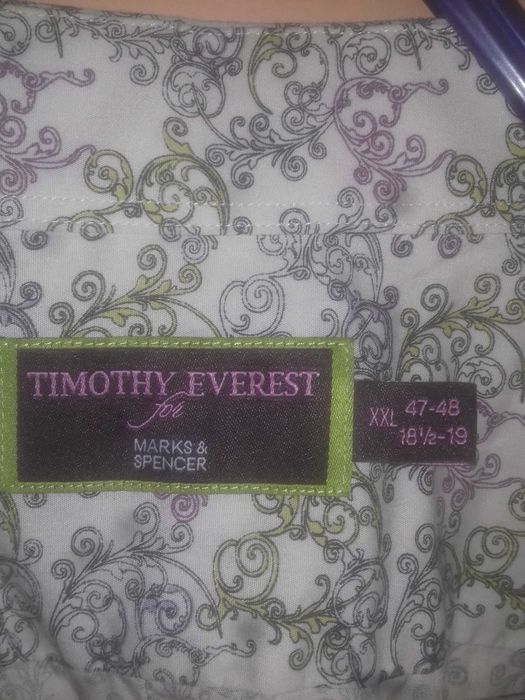 TIMOTHY EVEREST
for
MARKS &
SPENCER
XXL 47-48
18½-19